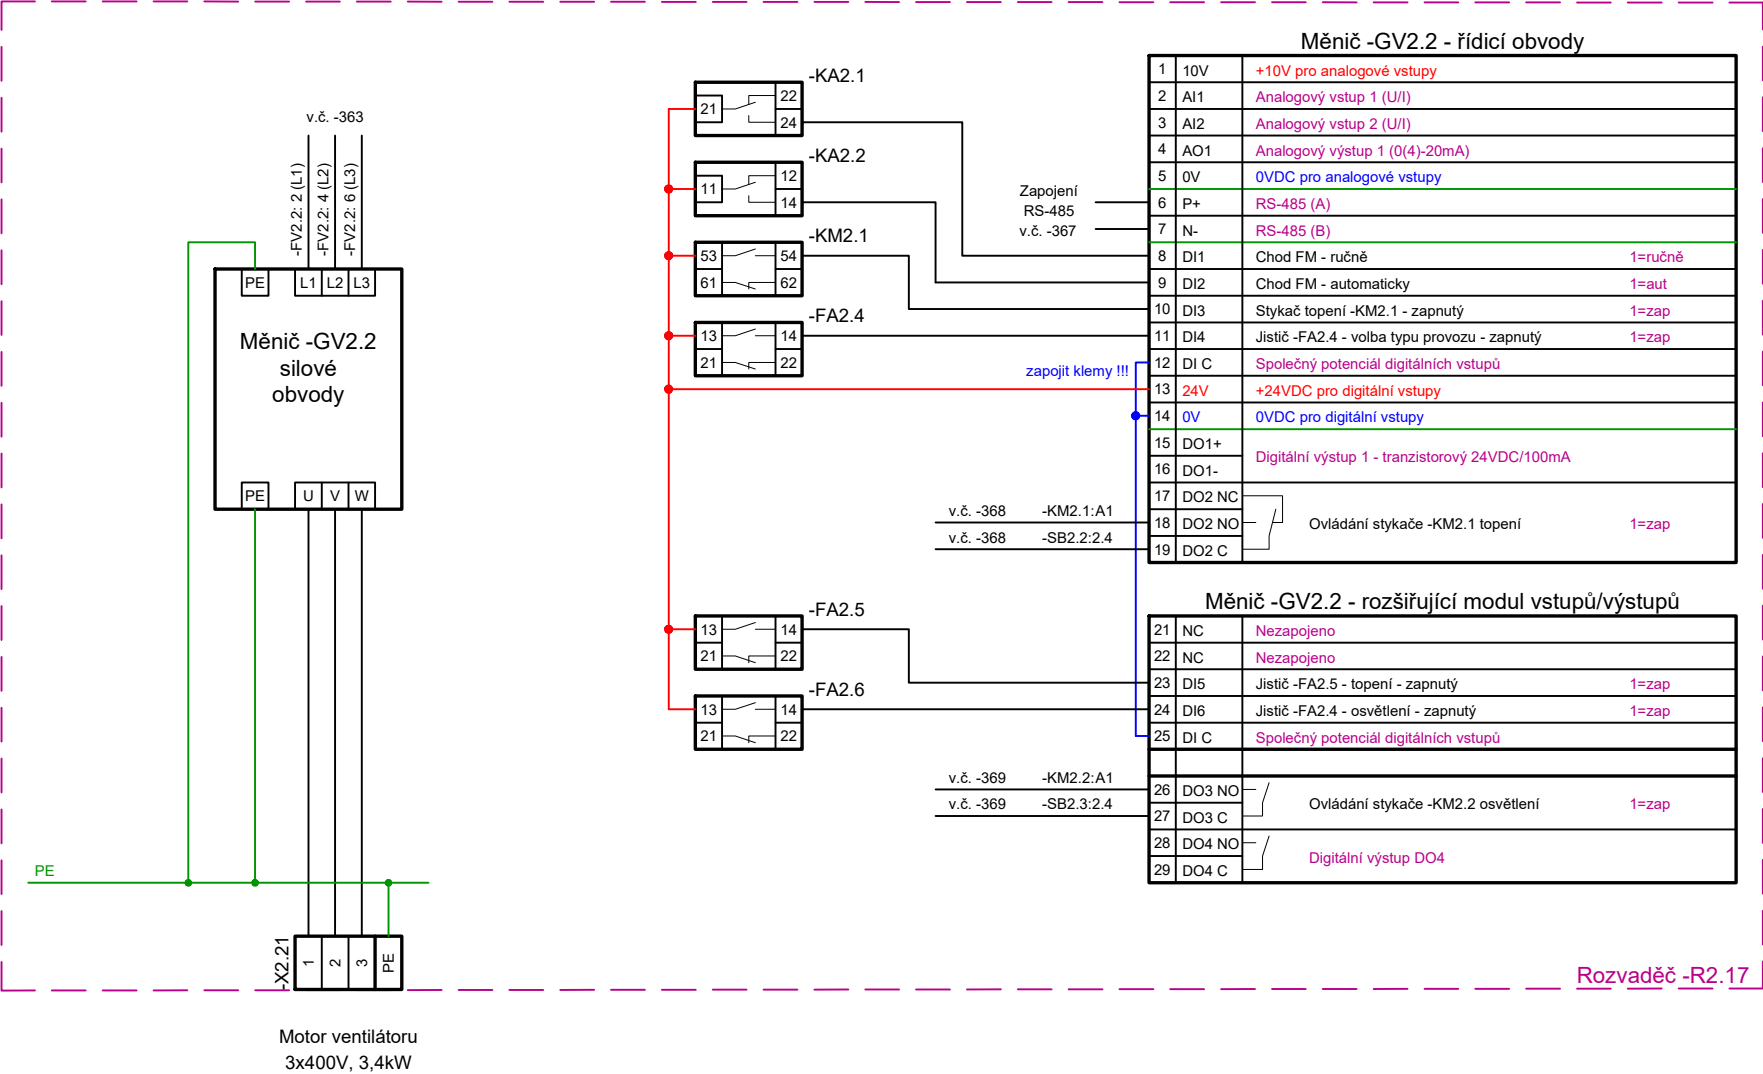 v.č. -363
-FV2.2: 2 (L1)
-FV2.2: 4 (L2)
-FV2.2: 6 (L3)
PE L1 L2 L3
Měnič -GV2.2
silové
obvody
PE U V W
PE
-X2.21
1 2 3 PE
Motor ventilátoru
3x400V, 3,4kW
-KA2.1
21 22
24
-KA2.2
11 12
14
-KM2.1
53 54
61 62
-FA2.4
13 14
21 22
-FA2.5
13 14
21 22
-FA2.6
13 14
21 22
Zapojení
RS-485
v.č. -367
zapojit klemy !!!
v.č. -368 -KM2.1:A1
v.č. -368 -SB2.2:2.4
v.č. -369 -KM2.2:A1
v.č. -369 -SB2.3:2.4
Měnič -GV2.2 - řídicí obvody
1 10V +10V pro analogové vstupy
2 AI1 Analogový vstup 1 (U/I)
3 AI2 Analogový vstup 2 (U/I)
4 AO1 Analogový výstup 1 (0(4)-20mA)
5 0V 0VDC pro analogové vstupy
6 P+ RS-485 (A)
7 N- RS-485 (B)
8 DI1 Chod FM - ručně 1=ručně
9 DI2 Chod FM - automaticky 1=aut
10 DI3 Stykač topení -KM2.1 - zapnutý 1=zap
11 DI4 Jistič -FA2.4 - volba typu provozu - zapnutý 1=zap
12 DI C Společný potenciál digitálních vstupů
13 24V +24VDC pro digitální vstupy
14 0V 0VDC pro digitální vstupy
15 DO1+
Digitální výstup 1 - tranzistorový 24VDC/100mA
16 DO1-
17 DO2 NC
18 DO2 NO Ovládání stykače -KM2.1 topení 1=zap
19 DO2 C
Měnič -GV2.2 - rozšiřující modul vstupů/výstupů
21 NC Nezapojeno
22 NC Nezapojeno
23 DI5 Jistič -FA2.5 - topení - zapnutý 1=zap
24 DI6 Jistič -FA2.4 - osvětlení - zapnutý 1=zap
25 DI C Společný potenciál digitálních vstupů
26 DO3 NO
Ovládání stykače -KM2.2 osvětlení 1=zap
27 DO3 C
28 DO4 NO
Digitální výstup DO4
29 DO4 C
Rozvaděč -R2.17